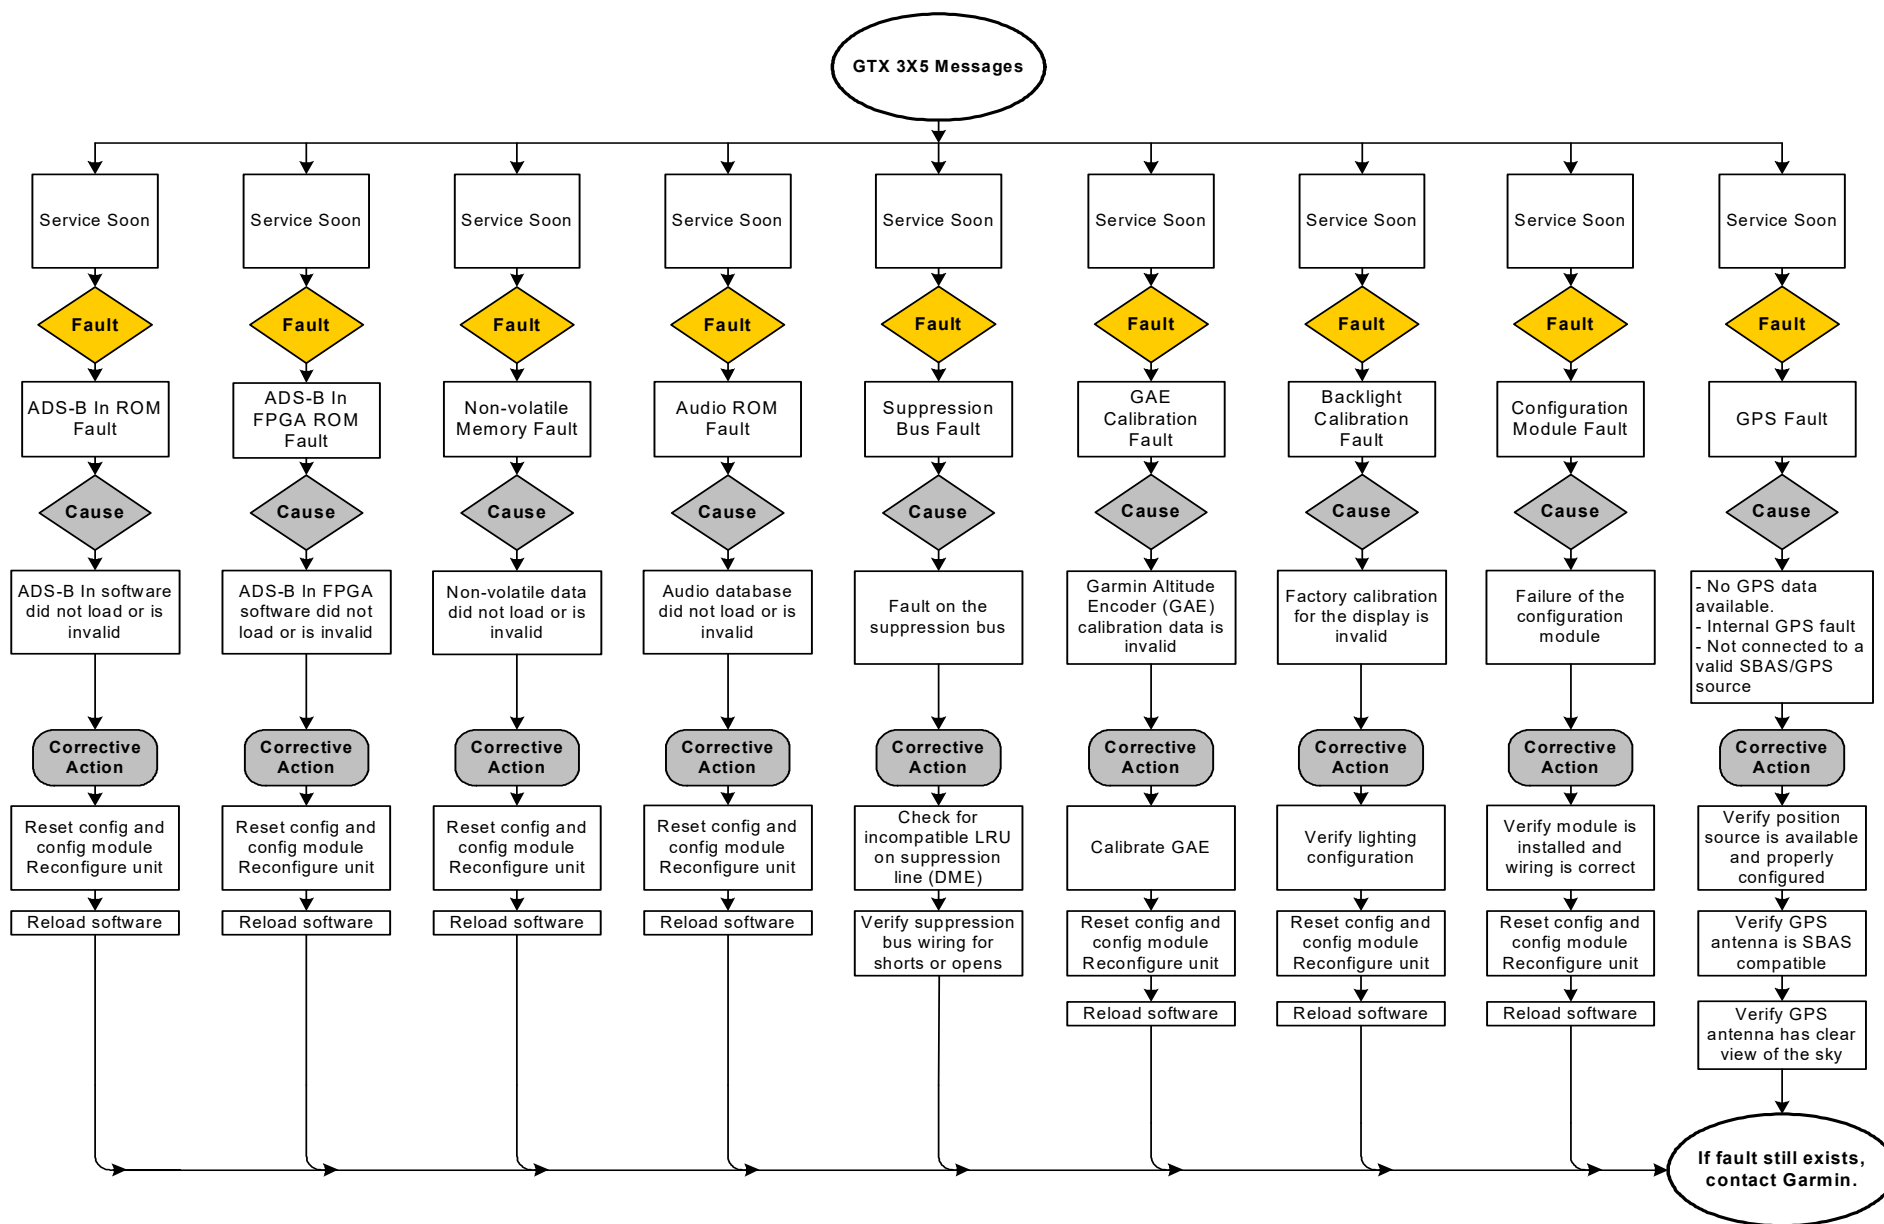 GTX 3X5 Messages
Service Soon
Service Soon
Service Soon
Service Soon
Service Soon
Service Soon
Service Soon
Service Soon
Service Soon
Fault
Fault
Fault
Fault
Fault
Fault
Fault
Fault
Fault
ADS-B In ROM
Fault
ADS-B In
FPGA ROM
Fault
Non-volatile
Memory Fault
Audio ROM
Fault
Suppression
Bus Fault
GAE
Calibration
Fault
Backlight
Calibration
Fault
Configuration
Module Fault
GPS Fault
Cause
Cause
Cause
Cause
Cause
Cause
Cause
Cause
Cause
ADS-B In software
did not load or is
invalid
ADS-B In FPGA
software did not
load or is invalid
Non-volatile data
did not load or is
invalid
Audio database
did not load or is
invalid
Fault on the
suppression bus
Garmin Altitude
Encoder (GAE)
calibration data is
invalid
Factory calibration
for the display is
invalid
Failure of the
configuration
module
- No GPS data
available.
- Internal GPS fault
- Not connected to a
valid SBAS/GPS
source
Corrective
Action
Corrective
Action
Corrective
Action
Corrective
Action
Corrective
Action
Corrective
Action
Corrective
Action
Corrective
Action
Corrective
Action
Reset config and
config module
Reconfigure unit
Reset config and
config module
Reconfigure unit
Reset config and
config module
Reconfigure unit
Reset config and
config module
Reconfigure unit
Check for
incompatible LRU
on suppression
line (DME)
Calibrate GAE
Verify lighting
configuration
Verify module is
installed and
wiring is correct
Verify position
source is available
and properly
configured
Reload software
Reload software
Reload software
Reload software
Verify suppression
bus wiring for
shorts or opens
Reset config and
config module
Reconfigure unit
Reset config and
config module
Reconfigure unit
Reset config and
config module
Reconfigure unit
Verify GPS
antenna is SBAS
compatible
Reload software
Reload software
Reload software
Verify GPS
antenna has clear
view of the sky
If fault still exists,
contact Garmin.